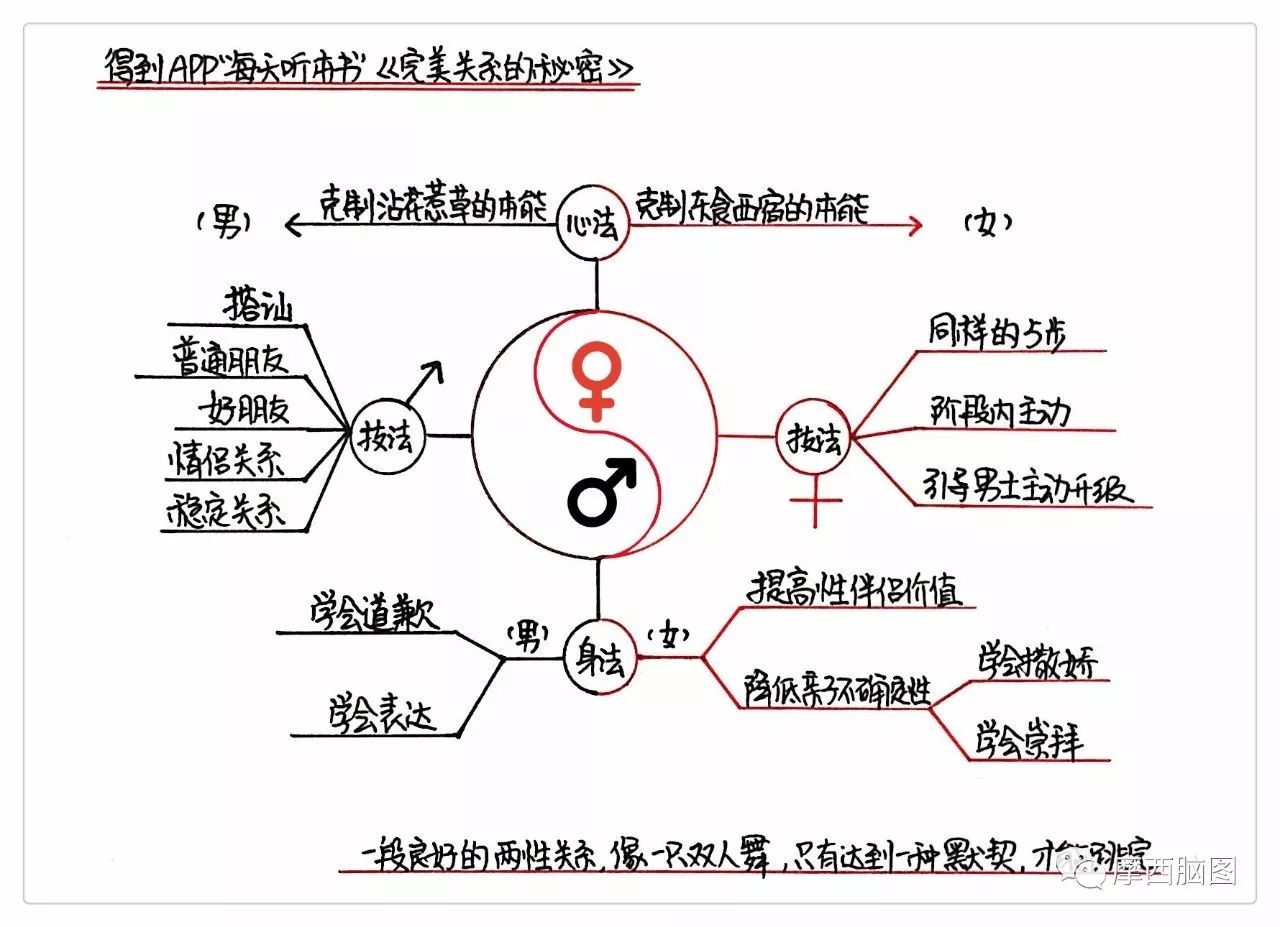 得到APP“每天听本书”《完美关系的秘密》
(男)
克制沾花惹草的本能
心法
克制东食西宿的本能
(女)
搭讪
普通朋友
好朋友
情侣关系
稳定关系
技法
技法
同样的5步
阶段内主动
引导男士主动升级
学会道歉
学会表达
(男)
身法
(女)
提高性伴侣价值
降低亲子不确定性
学会撒娇
学会崇拜
一段良好的两性关系,像一只双人舞,只有达到一种默契,才能
摩西脑图